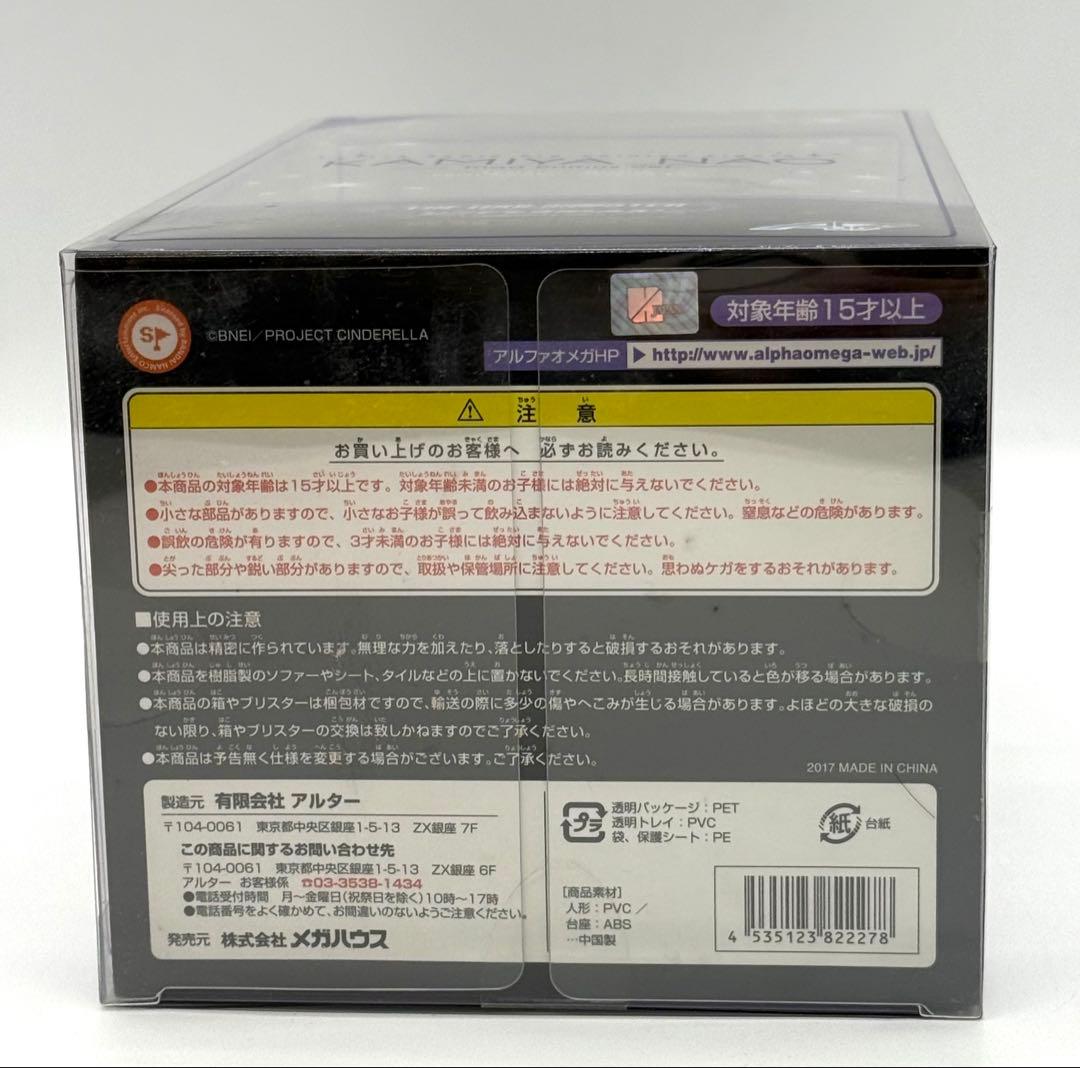 KAMIYA NAO
©BNEI／PROJECT CINDERELLA
対象年齢15才以上
アルファオメガHP ▶ http://www.alphaomega-web.jp/
⚠ 注意
お買い上げのお客様へ 必ずお読みください。
●本商品の対象年齢は15才以上です。対象年齢未満のお子様には絶対に与えないでください。
●小さな部品がありますので、小さなお子様が誤って飲み込まないように注意してください。窒息などの危険があります。
●誤飲の危険が有りますので、3才未満のお子様には絶対に与えないでください。
●尖った部分や鋭い部分がありますので、取扱や保管場所に注意してください。思わぬケガをするおそれがあります。
■使用上の注意
●本商品は精密に作られています。無理な力を加えたり、落としたりすると破損するおそれがあります。
●本商品を樹脂製のソファーやシート、タイルなどの上に置かないでください。長時間接触していると色が移る場合があります。
●本商品の箱やブリスターは梱包材ですので、輸送の際に多少の傷やへこみが生じる場合があります。よほどの大きな破損の
ない限り、箱やブリスターの交換は致しかねますのでご了承ください。
●本商品は予告無く仕様を変更する場合がございます。ご了承ください。
2017 MADE IN CHINA
製造元 有限会社 アルター
〒104-0061 東京都中央区銀座1-5-13 ZX銀座 7F
この商品に関するお問い合わせ先
〒104-0061 東京都中央区銀座1-5-13 ZX銀座 6F
アルター お客様係 ☎03-3538-1434
●電話受付時間 月〜金曜日(祝祭日を除く)10時〜17時
●電話番号をよく確かめて、お間違いのないようご注意ください。
発売元 株式会社 メガハウス
プラ
透明パッケージ：PET
透明トレイ：PVC
袋、保護シート：PE
紙 台紙
[商品素材]
人形：PVC／
台座：ABS
…中国製
4 535123 822278